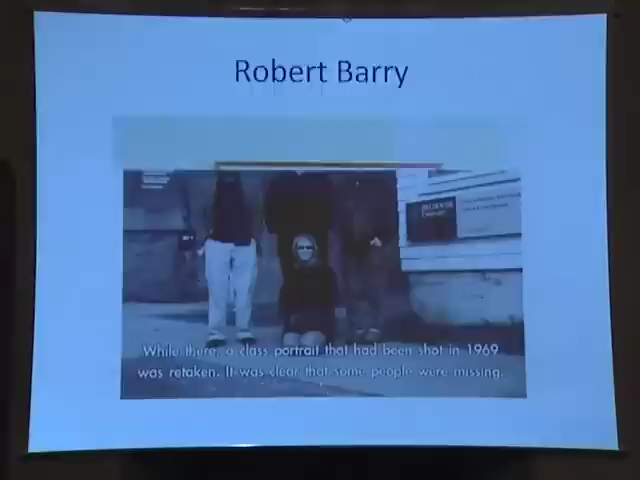 Robert Barry
While there, a class portrait that had been shot in 1969
was retaken. It was clear that some people were missing.